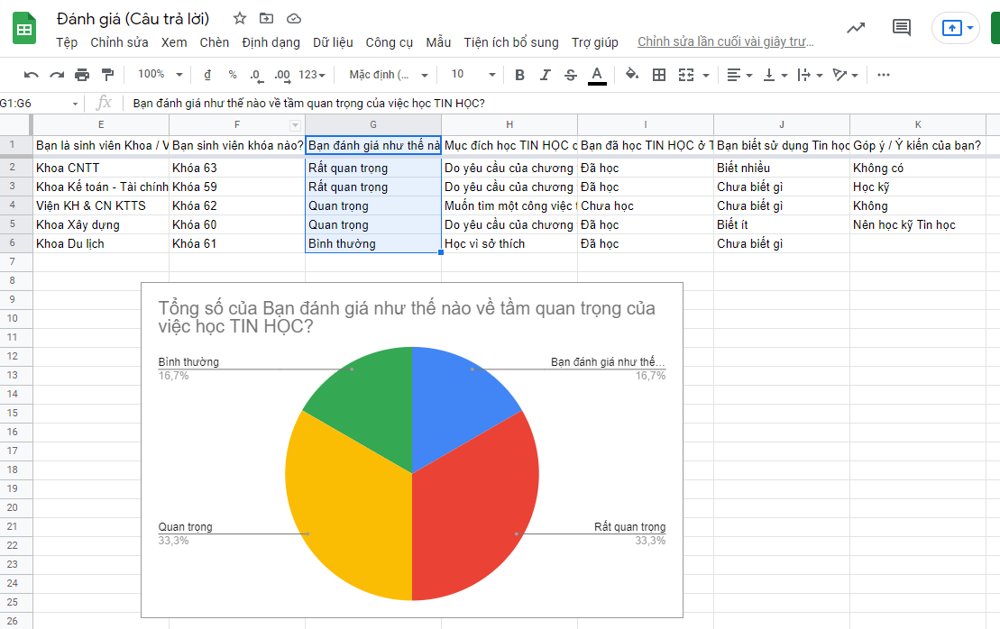 Đánh giá (Câu trả lời)
Tệp Chỉnh sửa Xem Chèn Định dạng Dữ liệu Công cụ Mẫu Tiện ích bổ sung Trợ giúp Chỉnh sửa lần cuối vài giây trư...
100% đ % .0 .00 123 Mặc định (... 10 B I S A
G1:G6 fx Bạn đánh giá như thế nào về tầm quan trọng của việc học TIN HỌC?
E F G H I J K
1 Bạn là sinh viên Khoa / V Bạn sinh viên khóa nào? Bạn đánh giá như thế nà Mục đích học TIN HỌC c Bạn đã học TIN HỌC ở T Bạn biết sử dụng Tin học Góp ý / Ý kiến của bạn?
2 Khoa CNTT Khóa 63 Rất quan trọng Do yêu cầu của chương Đã học Biết nhiều Không có
3 Khoa Kế toán - Tài chính Khóa 59 Rất quan trọng Do yêu cầu của chương Đã học Chưa biết gì Học kỹ
4 Viện KH & CN KTTS Khóa 62 Quan trọng Muốn tìm một công việc t Chưa học Chưa biết gì Không
5 Khoa Xây dựng Khóa 60 Quan trọng Do yêu cầu của chương Đã học Biết ít Nên học kỹ Tin học
6 Khoa Du lịch Khóa 61 Bình thường Học vì sở thích Đã học Chưa biết gì
7
8
9
10
11
12
13
14
15
16
17
18
19
20
21
22
23
24
25
26
Tổng số của Bạn đánh giá như thế nào về tầm quan trọng của
việc học TIN HỌC?
Bình thường
16,7%
Bạn đánh giá như thế...
16,7%
Quan trọng
33,3%
Rất quan trọng
33,3%